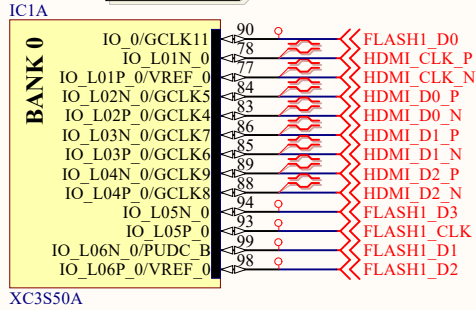 IC1A
BANK 0
IO_0/GCLK11 90 FLASH1_D0
IO_L01N_0 78 HDMI_CLK_P
IO_L01P_0/VREF_0 77 HDMI_CLK_N
IO_L02N_0/GCLK5 84 HDMI_D0_P
IO_L02P_0/GCLK4 83 HDMI_D0_N
IO_L03N_0/GCLK7 86 HDMI_D1_P
IO_L03P_0/GCLK6 85 HDMI_D1_N
IO_L04N_0/GCLK9 89 HDMI_D2_P
IO_L04P_0/GCLK8 88 HDMI_D2_N
IO_L05N_0 94 FLASH1_D3
IO_L05P_0 93 FLASH1_CLK
IO_L06N_0/PUDC_B 99 FLASH1_D1
IO_L06P_0/VREF_0 98 FLASH1_D2
XC3S50A